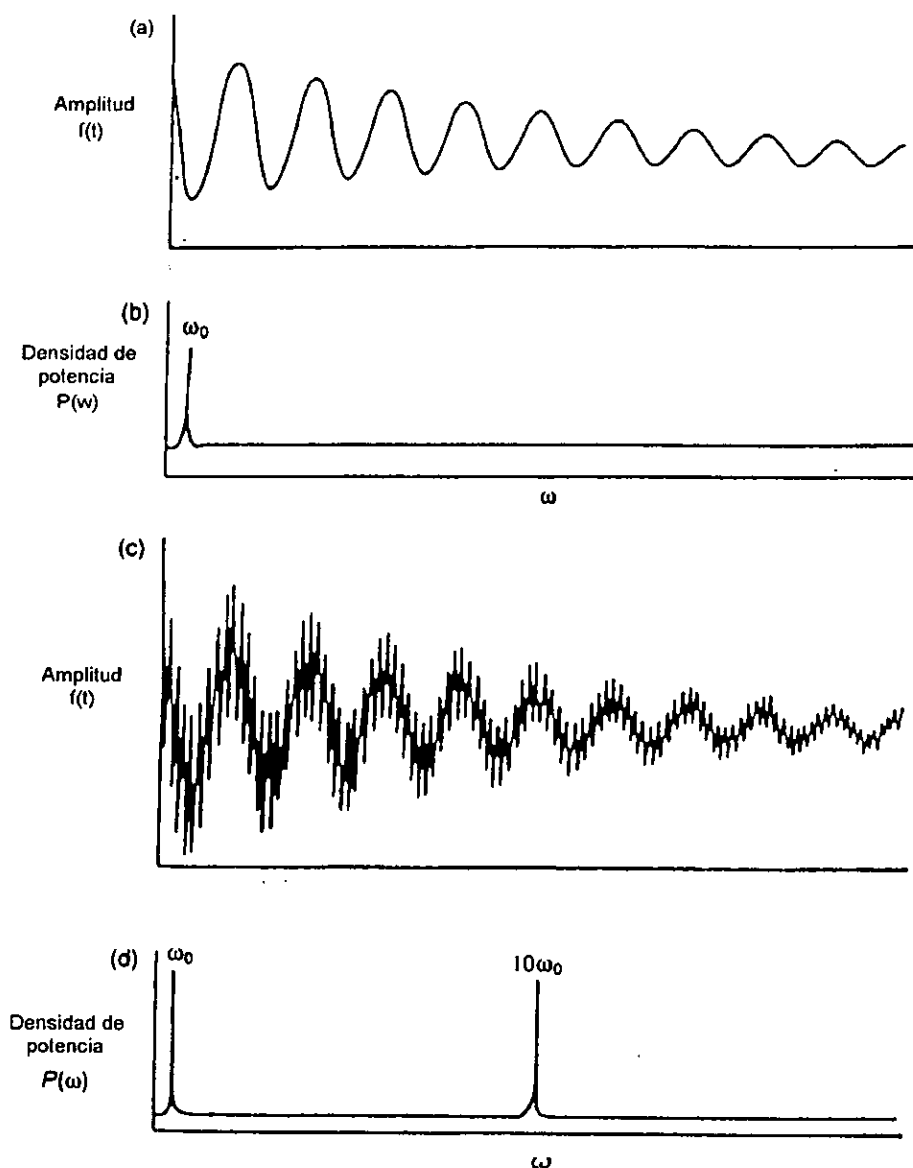 (a)
Amplitud
f(t)
(b)
ω₀
Densidad de
potencia
P(w)
ω
(c)
Amplitud
f(t)
(d)
ω₀
10ω₀
Densidad de
potencia
P(ω)
ω